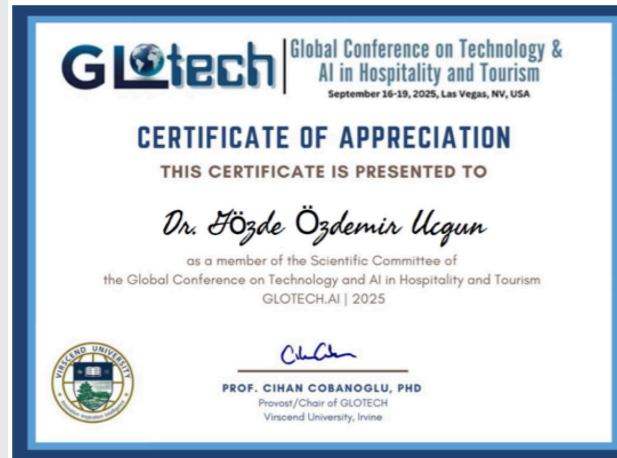 GLOtech
Global Conference on Technology &
AI in Hospitality and Tourism
September 16-19, 2025, Las Vegas, NV, USA
CERTIFICATE OF APPRECIATION
THIS CERTIFICATE IS PRESENTED TO
Dr. Gözde Özdemir Ucgun
as a member of the Scientific Committee of
the Global Conference on Technology and AI in Hospitality and Tourism
GLOTECH.AI | 2025
PROF. CIHAN COBANOGLU, PHD
Provost/Chair of GLOTECH
Virscend University, Irvine
VIRSCEND UNIVERSITY